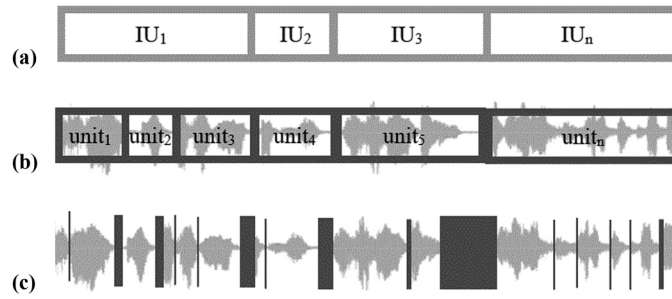 (a) IU₁ IU₂ IU₃ IUₙ
(b) unit₁ unit₂ unit₃ unit₄ unit₅ unitₙ
(c)